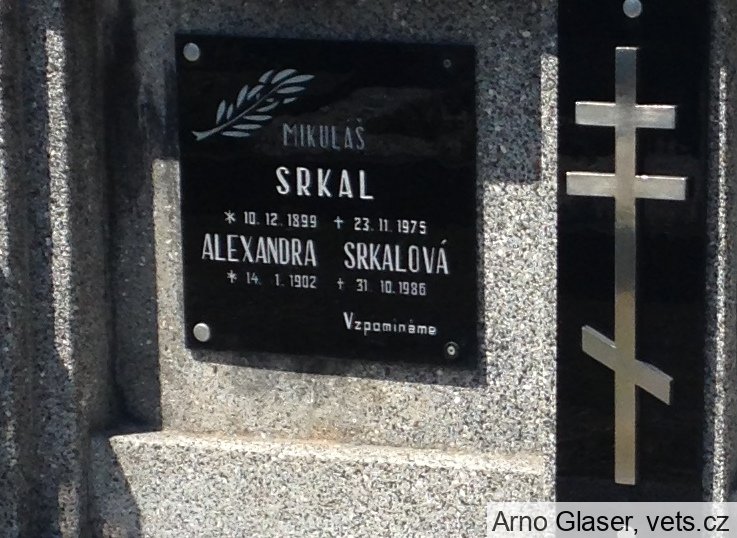 MIKULÁŠ
SRKAL
* 10. 12. 1899 ✝ 23. 11. 1975
ALEXANDRA SRKALOVÁ
* 14. 1. 1902 ✝ 31. 10. 1986
Vzpomínáme
Arno Glaser, vets.cz